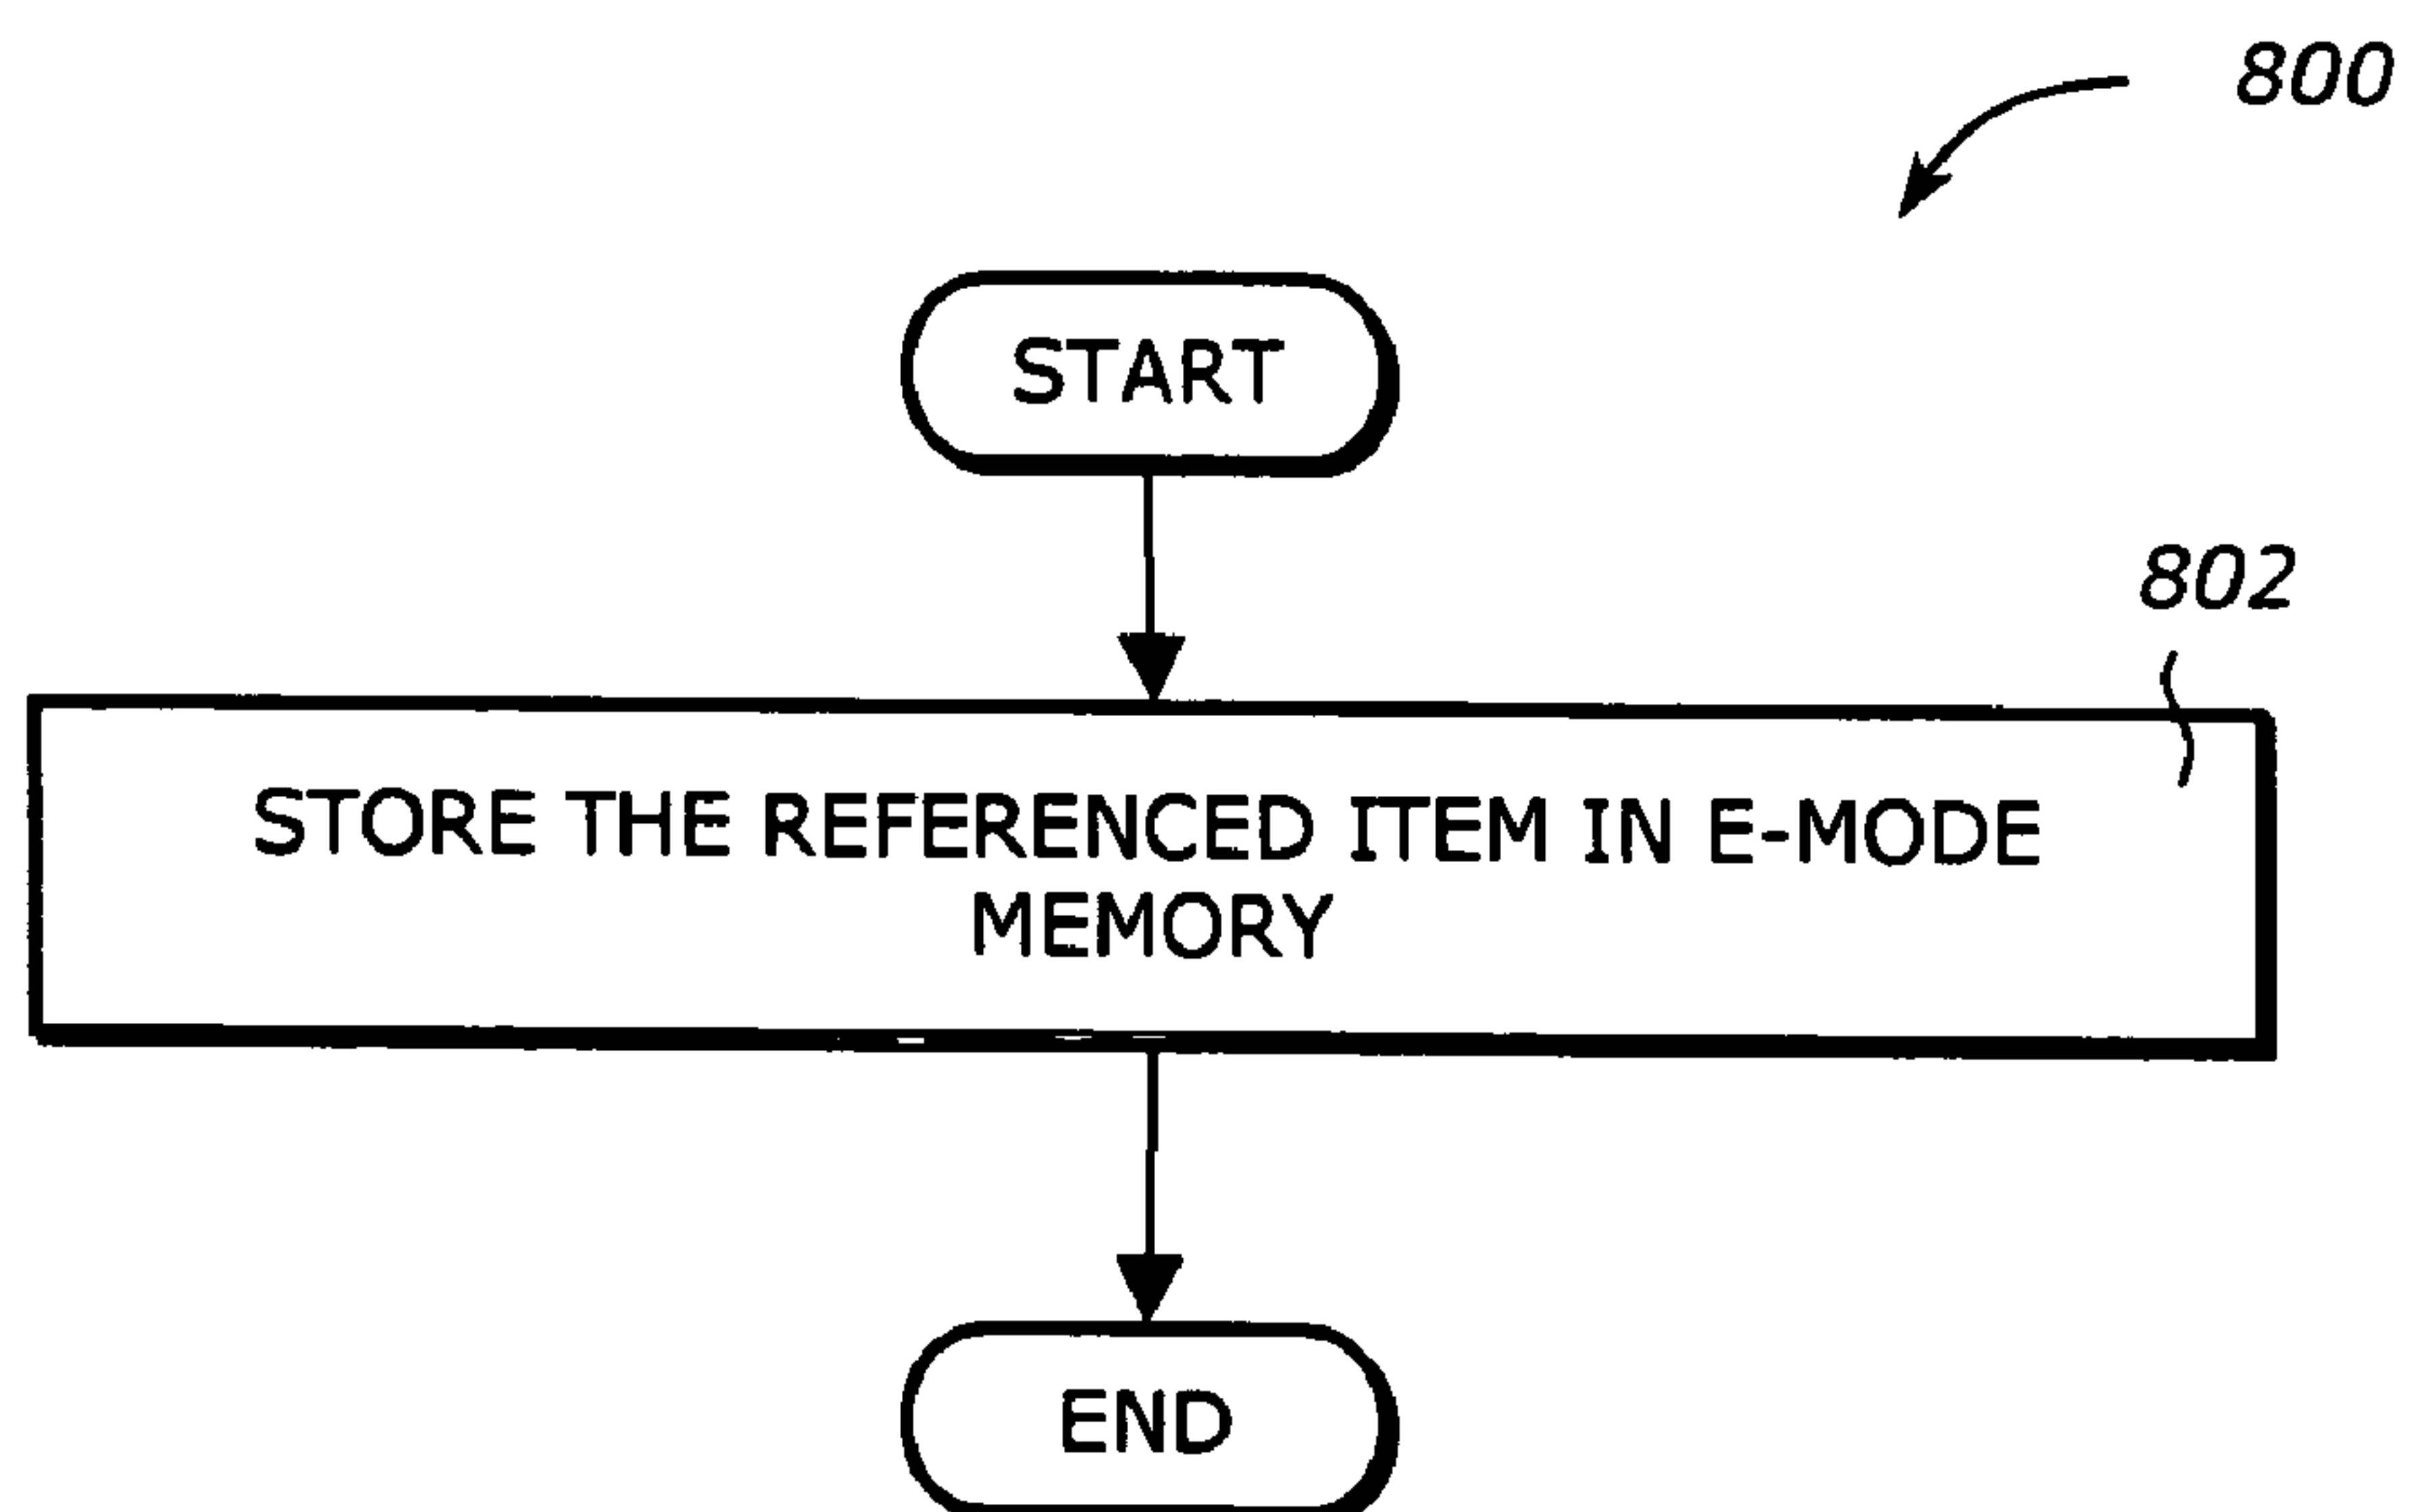 800
START
802
STORE THE REFERENCED ITEM IN E-MODE
MEMORY
END